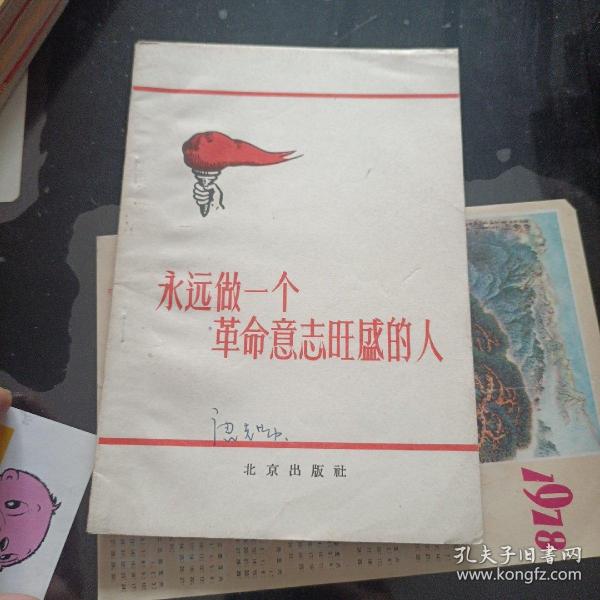 永远做一个
革命意志旺盛的人
北京出版社
1978
孔夫子旧书网
www.kongfz.com